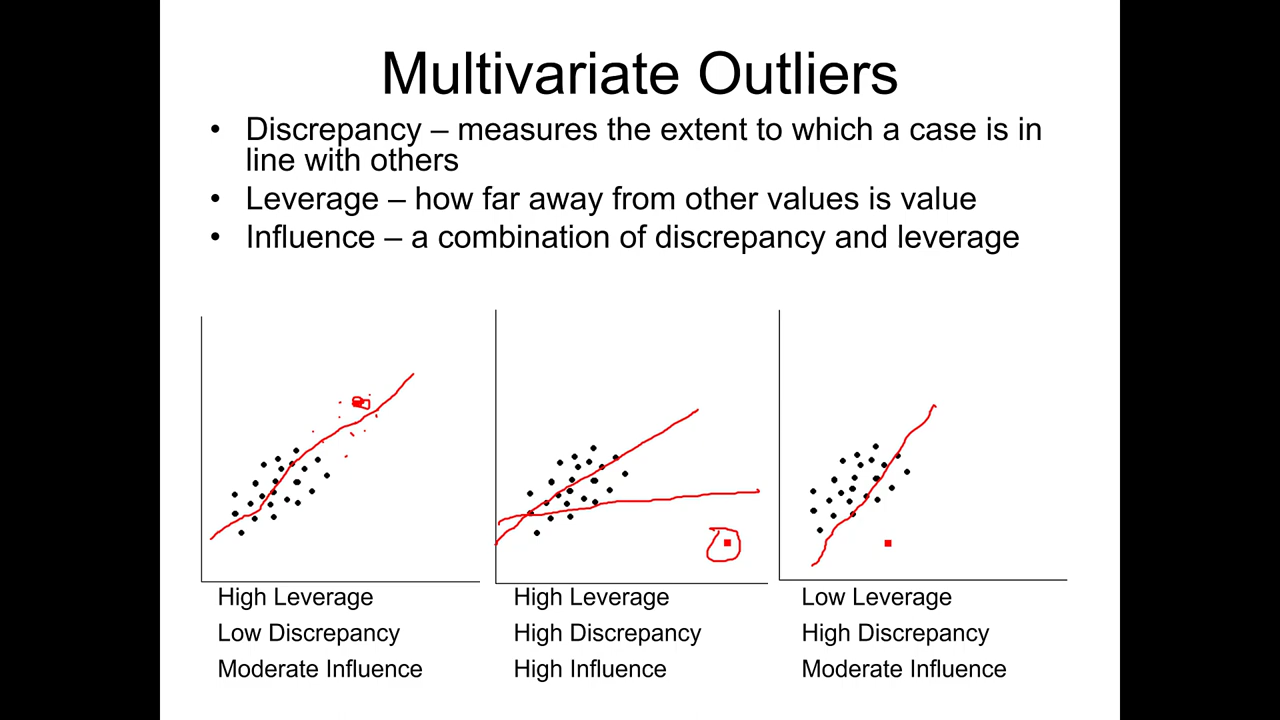 Multivariate Outliers
• Discrepancy – measures the extent to which a case is in
line with others
• Leverage – how far away from other values is value
• Influence – a combination of discrepancy and leverage
High Leverage
Low Discrepancy
Moderate Influence
High Leverage
High Discrepancy
High Influence
Low Leverage
High Discrepancy
Moderate Influence